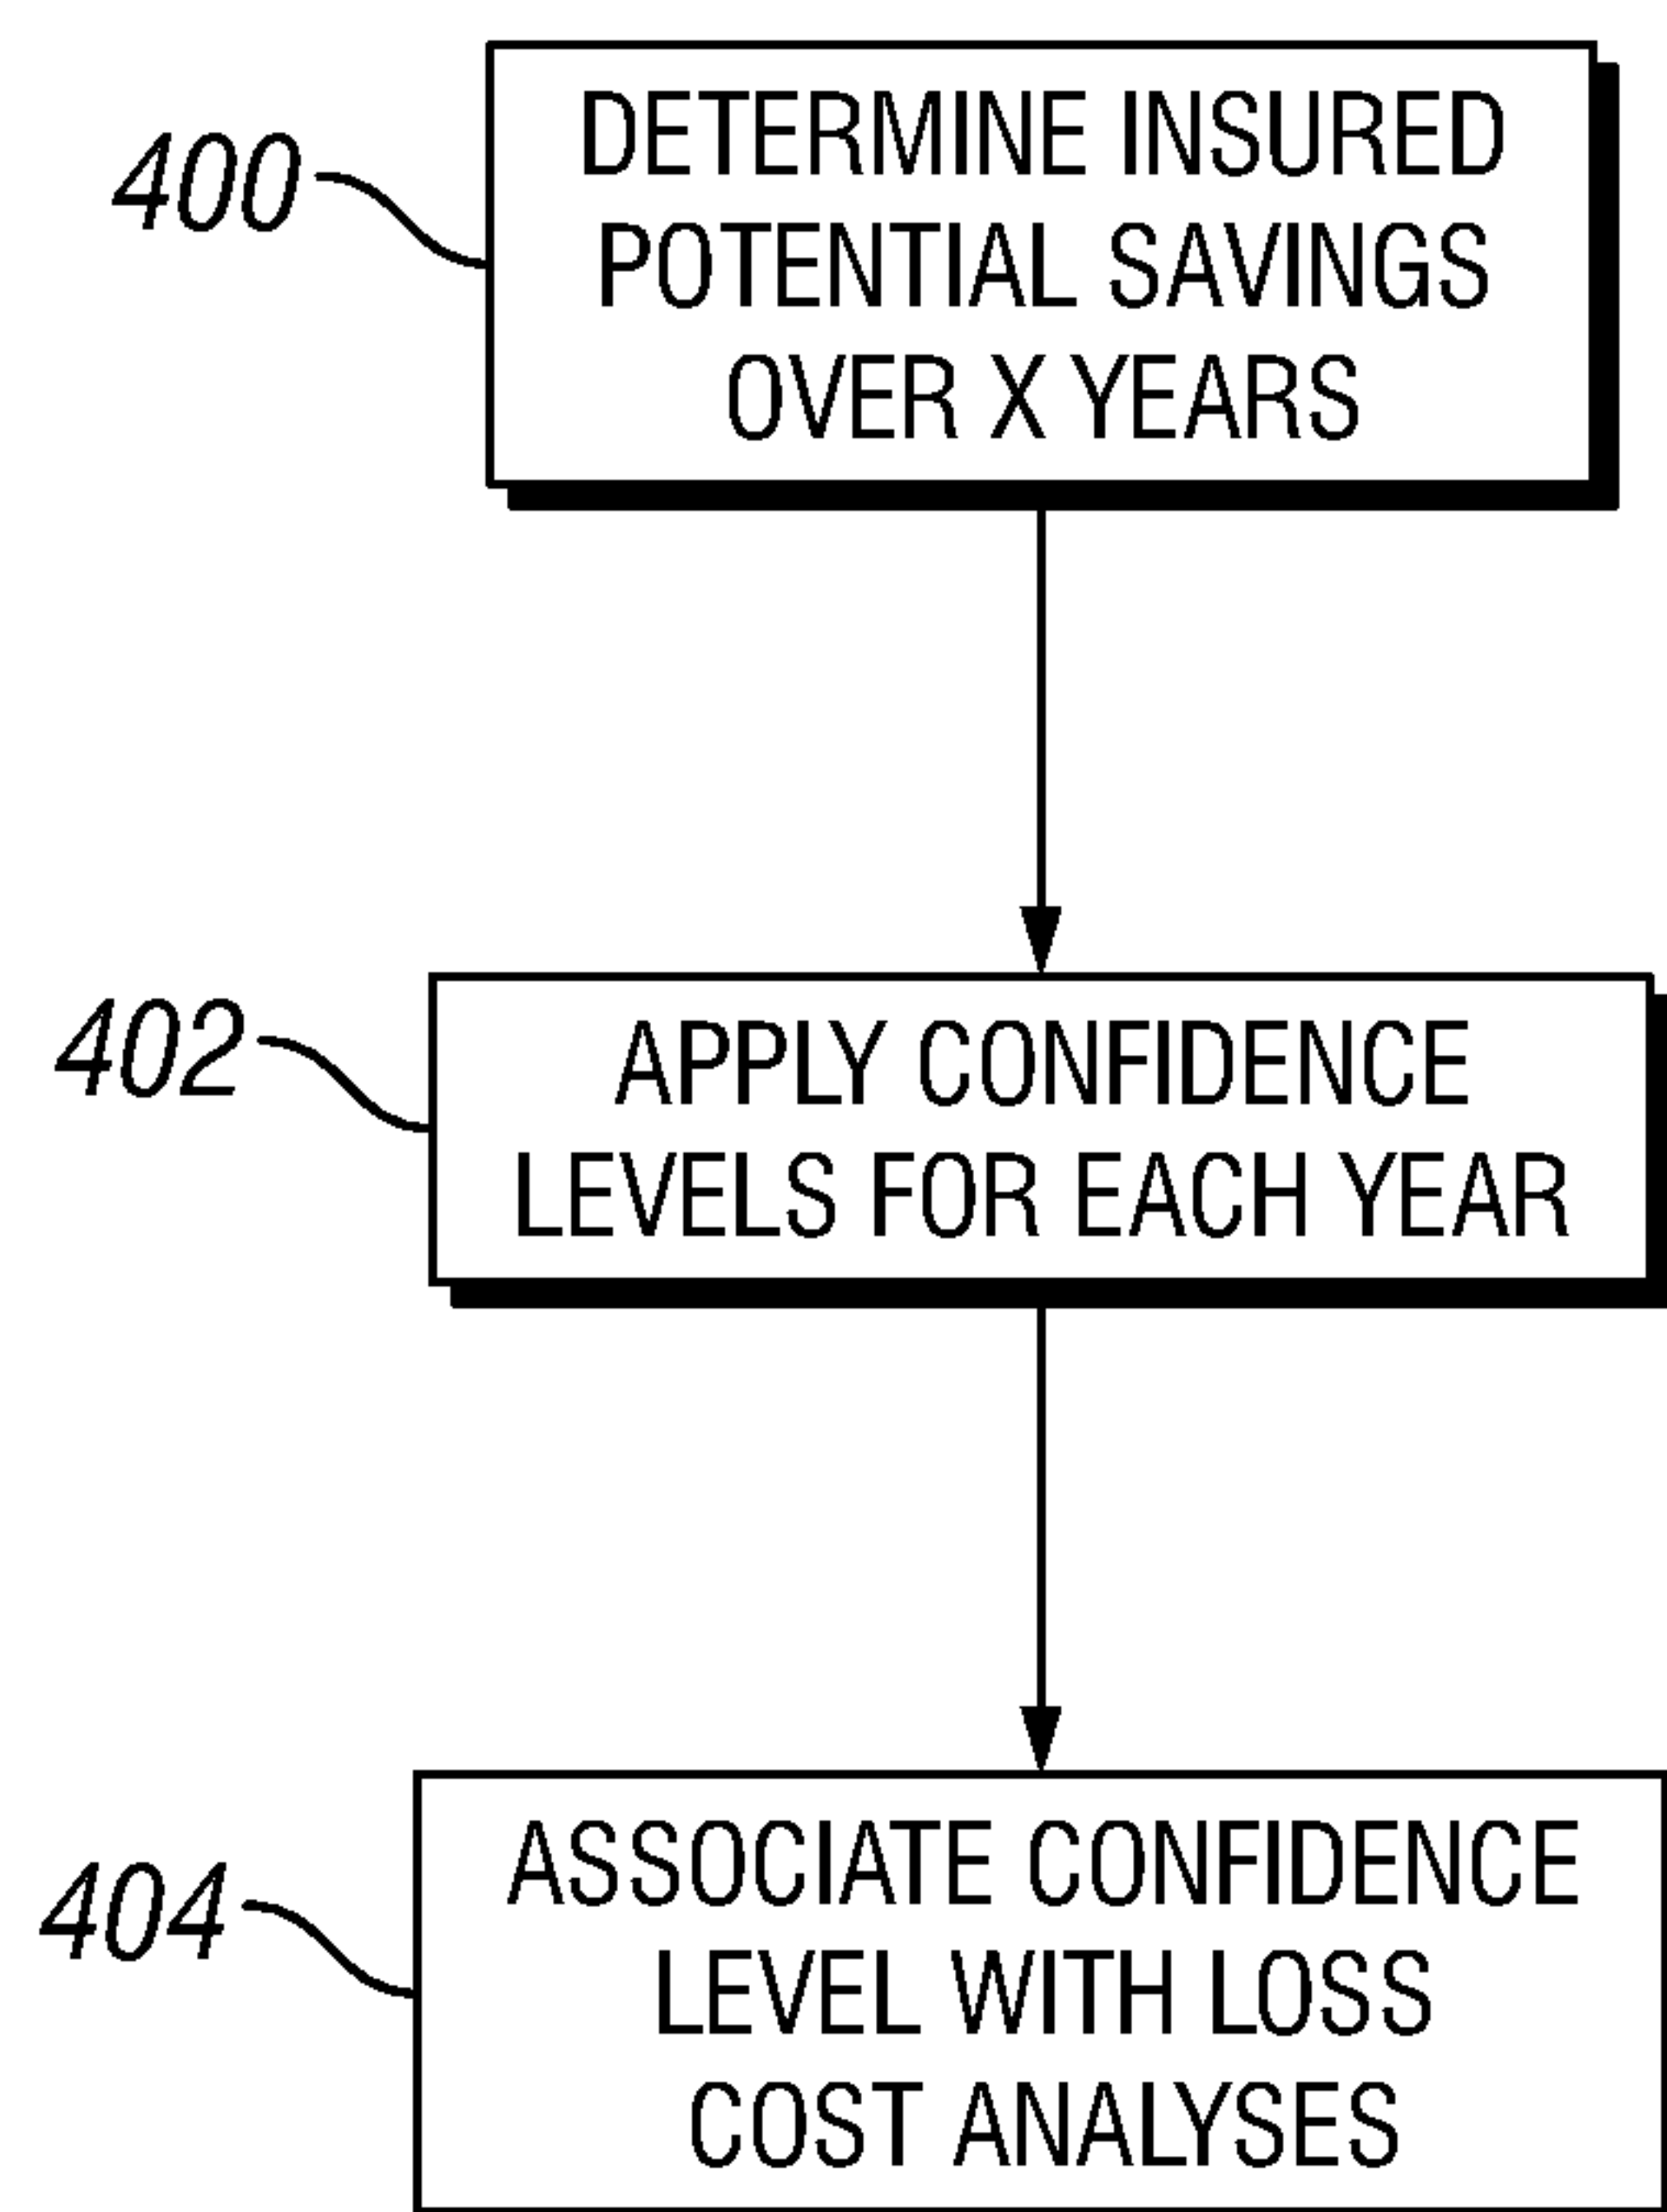 400
DETERMINE INSURED
POTENTIAL SAVINGS
OVER X YEARS
402
APPLY CONFIDENCE
LEVELS FOR EACH YEAR
404
ASSOCIATE CONFIDENCE
LEVEL WITH LOSS
COST ANALYSES